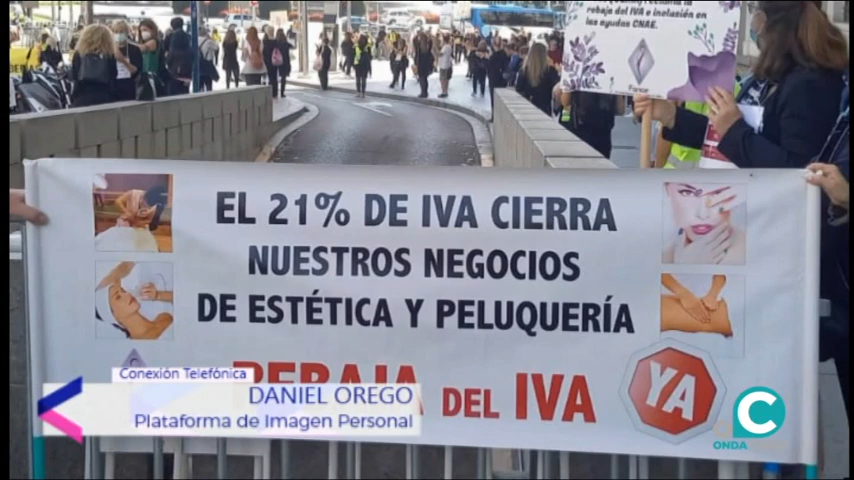 rebaja del IVA e inclusión en
las ayudas CNAE.
EL 21% DE IVA CIERRA
NUESTROS NEGOCIOS
DE ESTÉTICA Y PELUQUERÍA
REBAJA DEL IVA
YA
Conexión Telefónica
DANIEL OREGO
Plataforma de Imagen Personal
C
ONDA